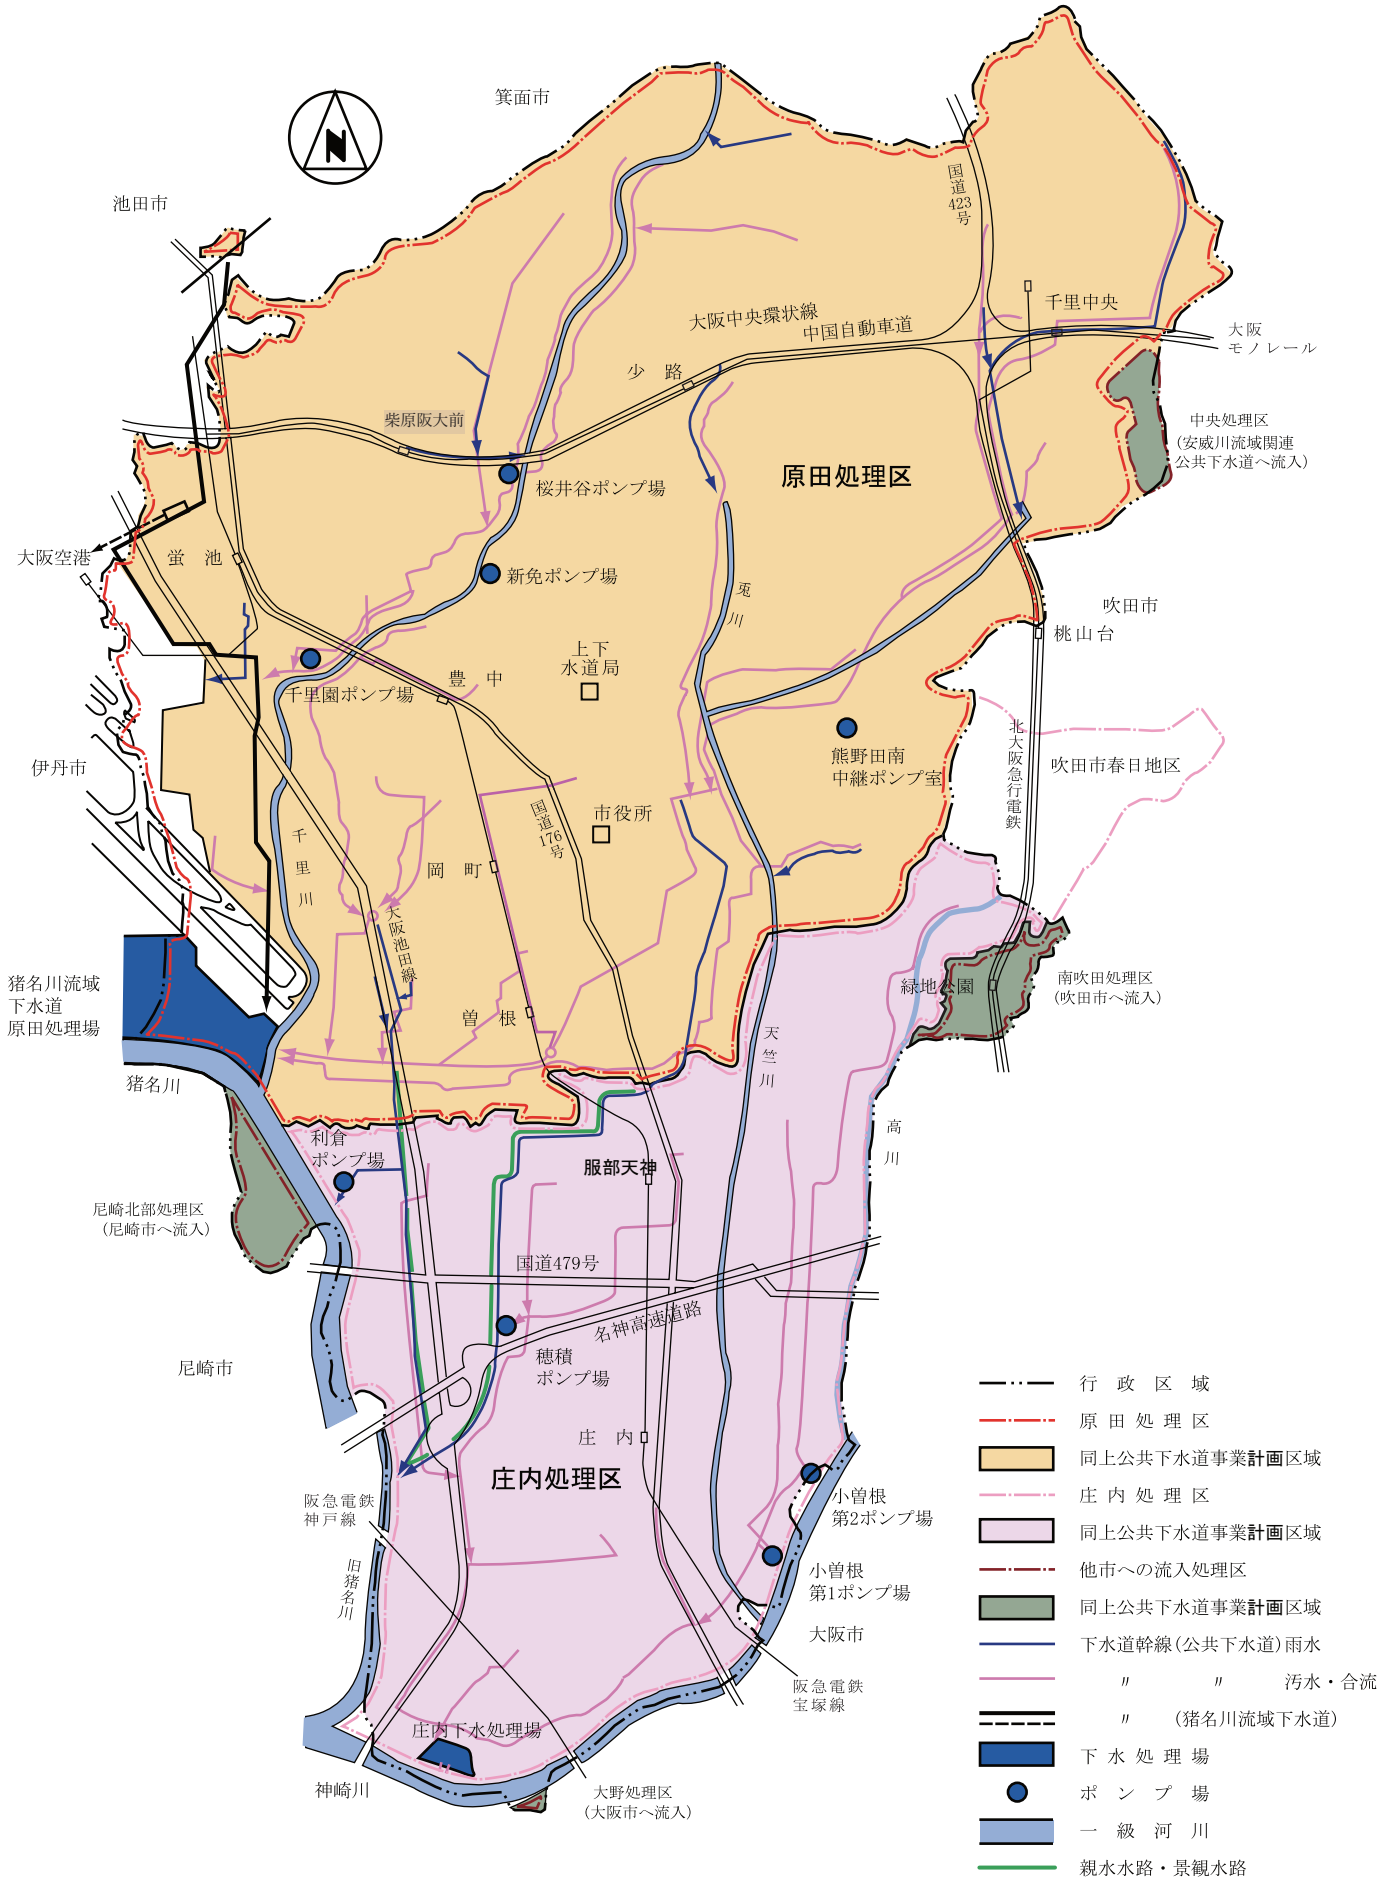 箕面市
N
池田市
国道
423
号
千里中央
大阪中央環状線
中国自動車道
大阪
モノレール
少路
柴原阪大前
中央処理区
(安威川流域関連
公共下水道へ流入)
原田処理区
桜井谷ポンプ場
大阪空港
蛍池
新免ポンプ場
兎川
吹田市
桃山台
上下
水道局
千里園ポンプ場
豊中
熊野田南
中継ポンプ室
北大阪急行電鉄
吹田市春日地区
伊丹市
国道
176
号
市役所
千里川
岡町
大阪池田線
猪名川流域
下水道
原田処理場
曽根
緑地公園
南吹田処理区
(吹田市へ流入)
天竺川
猪名川
高川
利倉
ポンプ場
服部天神
尼崎北部処理区
(尼崎市へ流入)
国道479号
名神高速道路
穂積
ポンプ場
尼崎市
庄内
庄内処理区
阪急電鉄
神戸線
小曽根
第2ポンプ場
旧猪名川
小曽根
第1ポンプ場
大阪市
阪急電鉄
宝塚線
庄内下水処理場
神崎川
大野処理区
(大阪市へ流入)
行政区域
原田処理区
同上公共下水道事業計画区域
庄内処理区
同上公共下水道事業計画区域
他市への流入処理区
同上公共下水道事業計画区域
下水道幹線(公共下水道)雨水
〃 〃 汚水・合流
〃 (猪名川流域下水道)
下水処理場
ポンプ場
一級河川
親水水路・景観水路